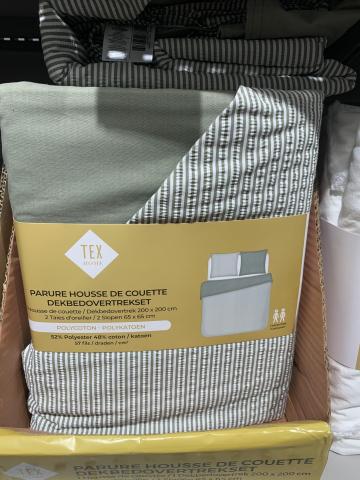 TEX
HOME
PARURE HOUSSE DE COUETTE
DEKBEDOVERTREKSET
Housse de couette / Dekbedovertrek 200 x 200 cm
2 Taies d'oreiller / 2 Slopen 65 x 65 cm
POLYCOTON - POLYKATOEN
52% Polyester 48% coton / katoen
57 fils / draden / cm²
TEX
PARURE HOUSSE DE COUETTE
DEKBEDOVERTREKSET